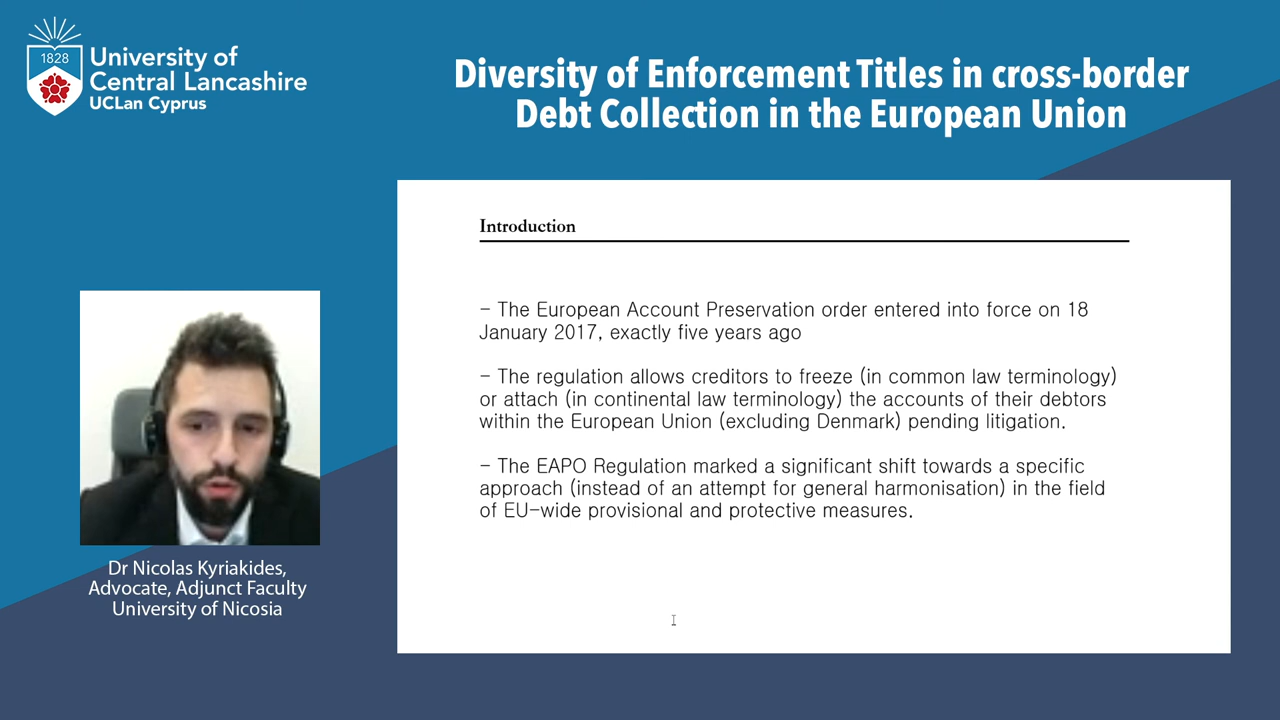 1828
University of
Central Lancashire
UCLan Cyprus
Diversity of Enforcement Titles in cross-border
Debt Collection in the European Union
Introduction
– The European Account Preservation order entered into force on 18
January 2017, exactly five years ago
– The regulation allows creditors to freeze (in common law terminology)
or attach (in continental law terminology) the accounts of their debtors
within the European Union (excluding Denmark) pending litigation.
– The EAPO Regulation marked a significant shift towards a specific
approach (instead of an attempt for general harmonisation) in the field
of EU-wide provisional and protective measures.
Dr Nicolas Kyriakides,
Advocate, Adjunct Faculty
University of Nicosia